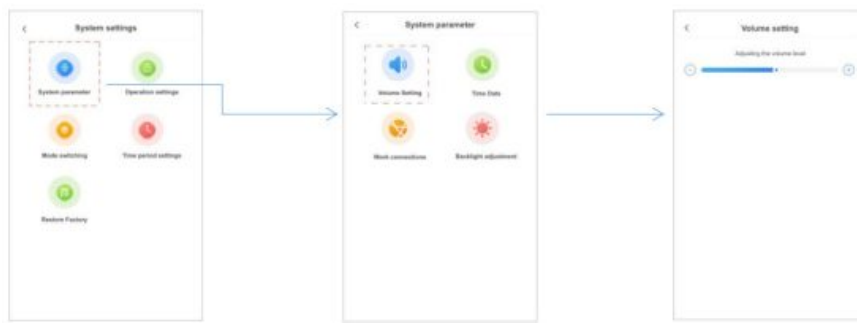 System settings
System parameter
Operation settings
Mode switching
Time period settings
Restore Factory
System parameter
Volume Setting
Time Date
Mesh connections
Backlight adjustment
Volume setting
Adjusting the volume level